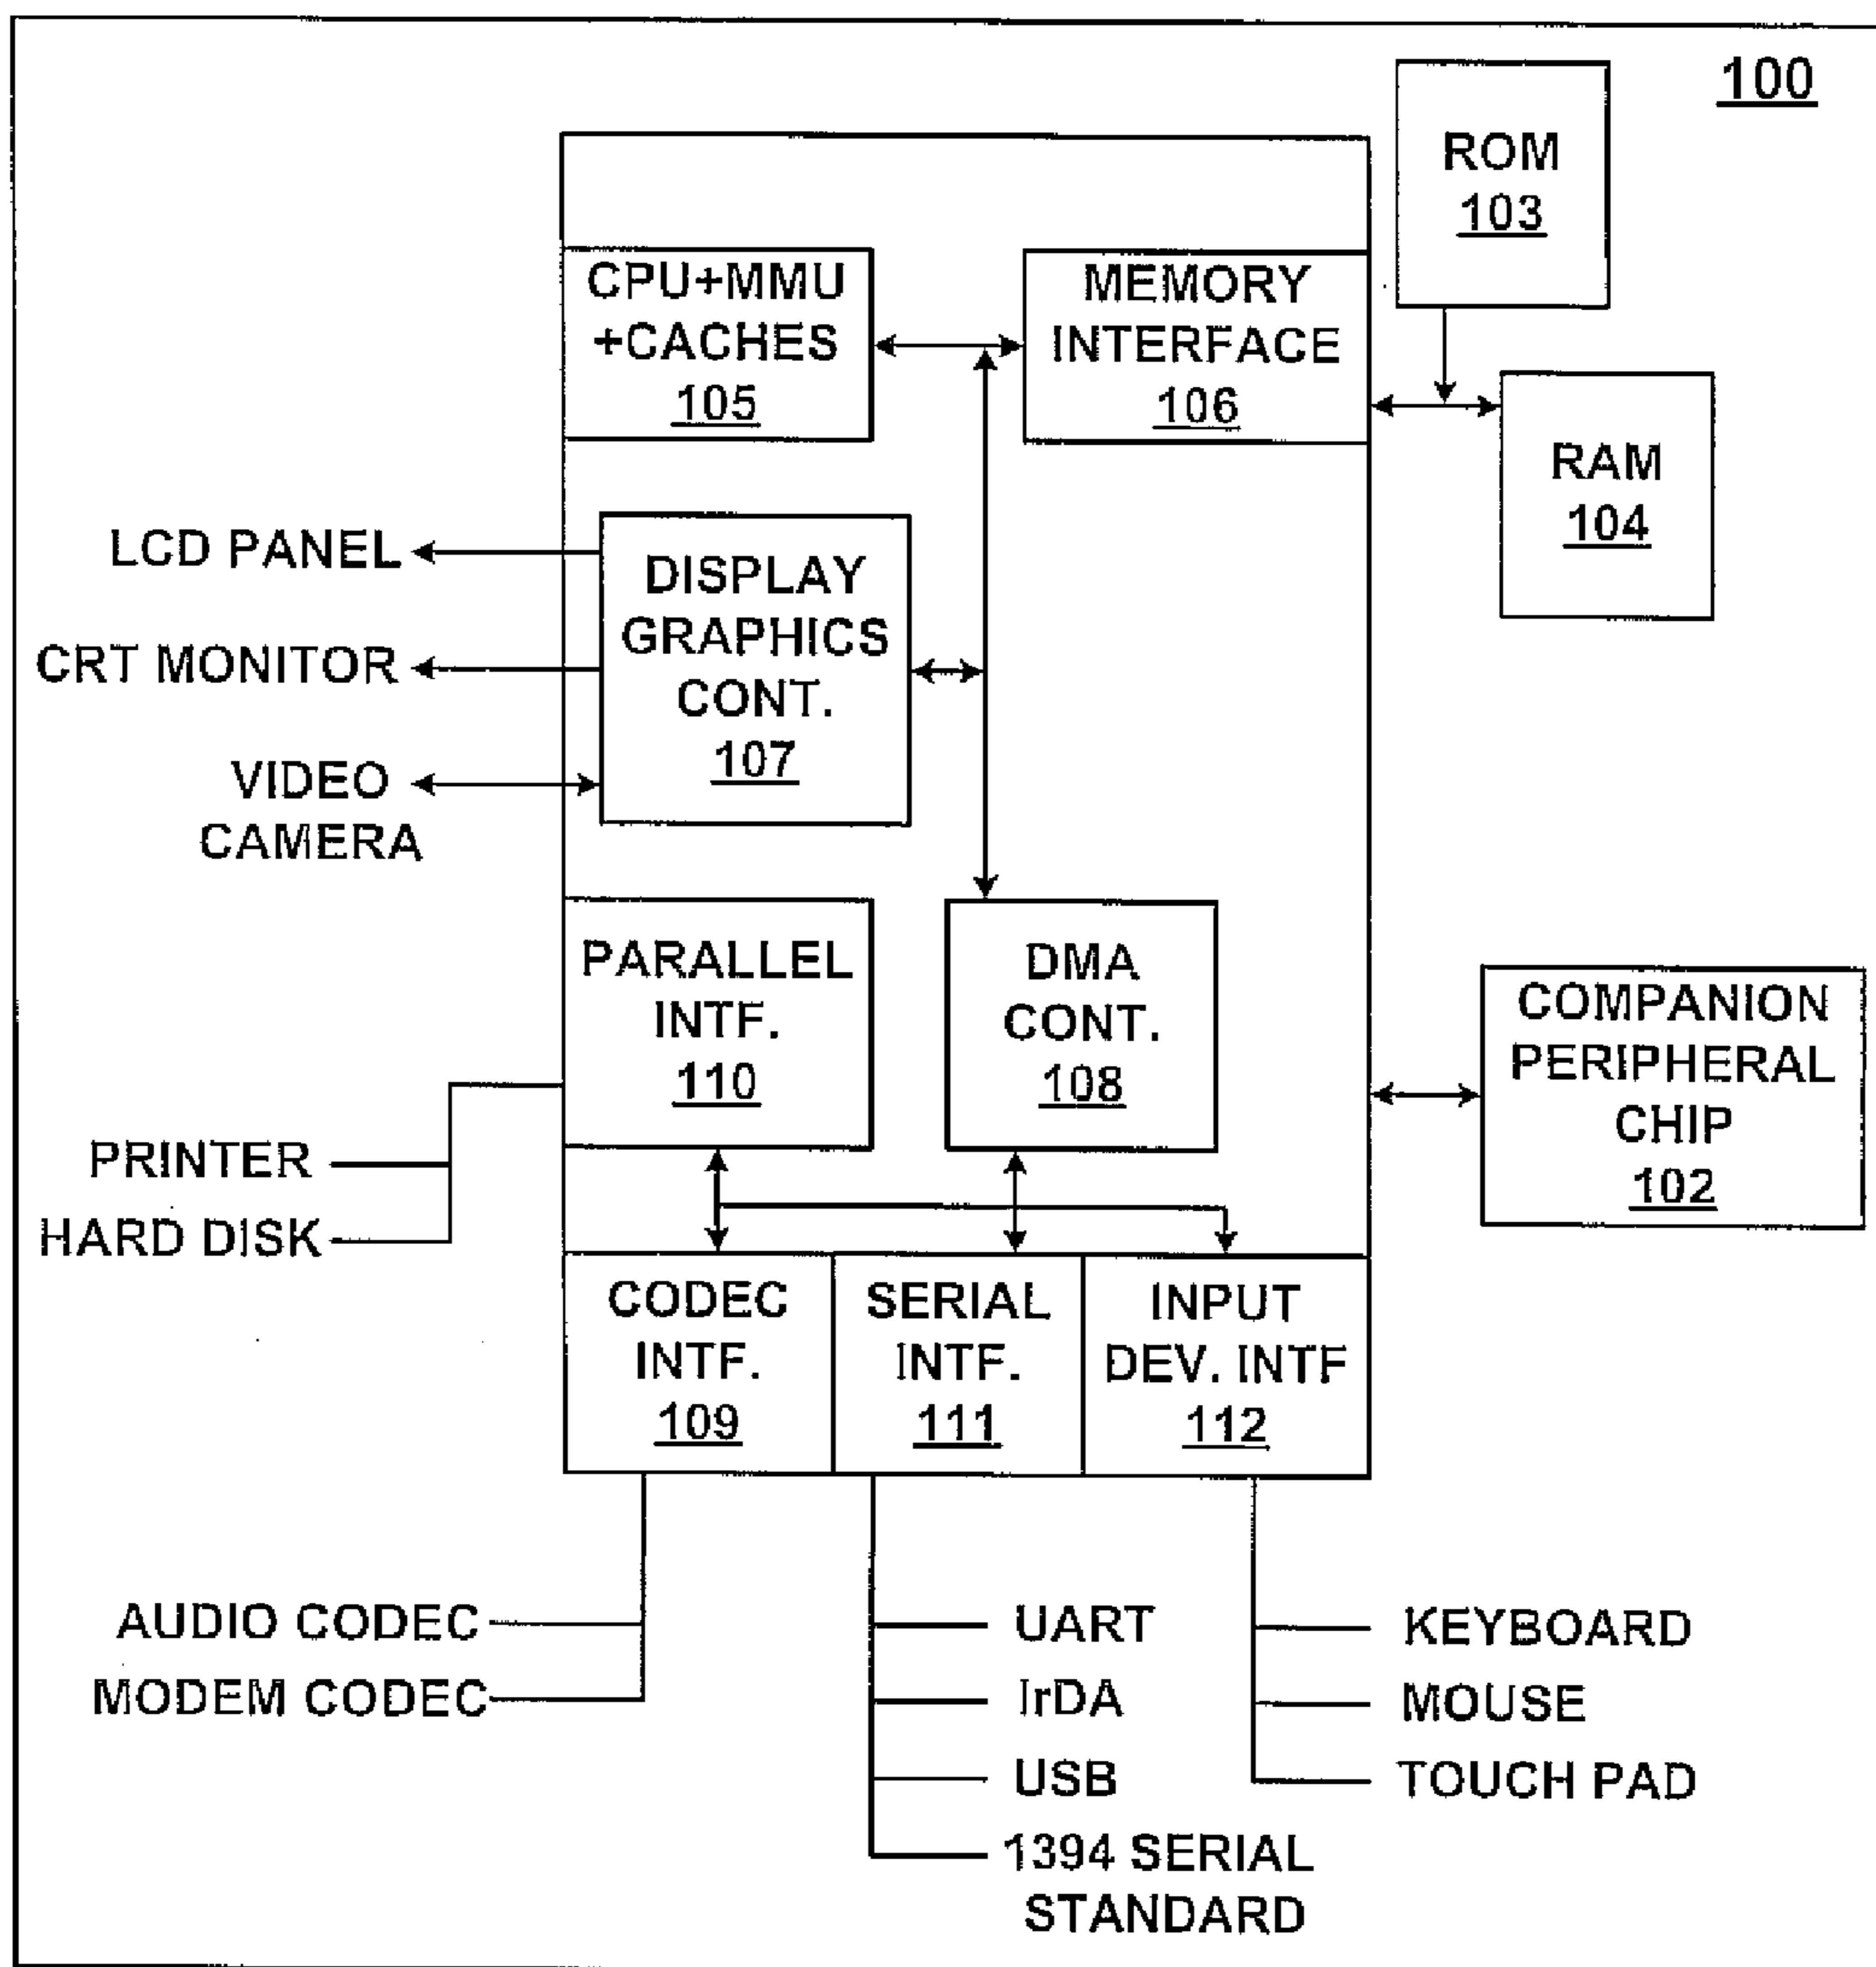 100
ROM
103
CPU+MMU
+CACHES
105
MEMORY
INTERFACE
106
RAM
104
LCD PANEL
CRT MONITOR
VIDEO
CAMERA
DISPLAY
GRAPHICS
CONT.
107
PARALLEL
INTF.
110
DMA
CONT.
108
COMPANION
PERIPHERAL
CHIP
102
PRINTER
HARD DISK
CODEC
INTF.
109
SERIAL
INTF.
111
INPUT
DEV. INTF
112
AUDIO CODEC
MODEM CODEC
UART
IrDA
USB
1394 SERIAL
STANDARD
KEYBOARD
MOUSE
TOUCH PAD